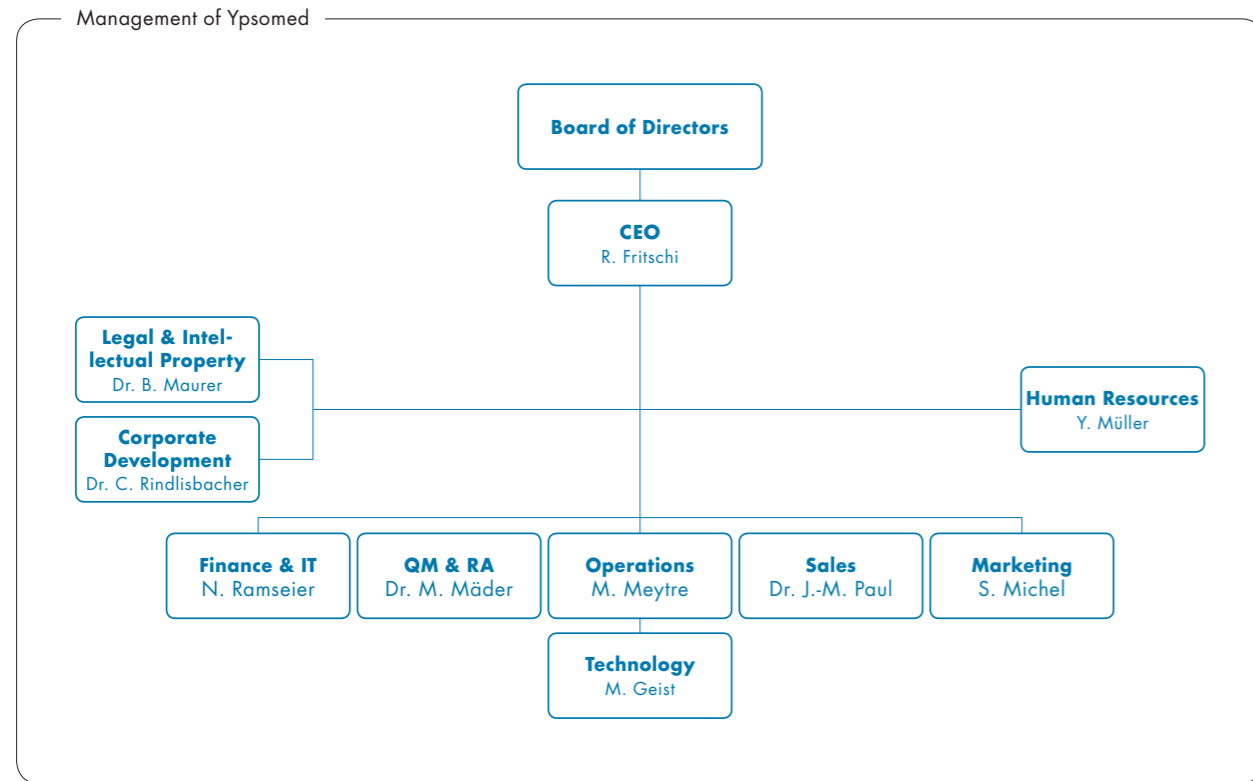 Management of Ypsomed
Board of Directors
CEO
R. Fritschi
Legal & Intel-
lectual Property
Dr. B. Maurer
Human Resources
Y. Müller
Corporate
Development
Dr. C. Rindlisbacher
Finance & IT
N. Ramseier
QM & RA
Dr. M. Mäder
Operations
M. Meytre
Sales
Dr. J.-M. Paul
Marketing
S. Michel
Technology
M. Geist